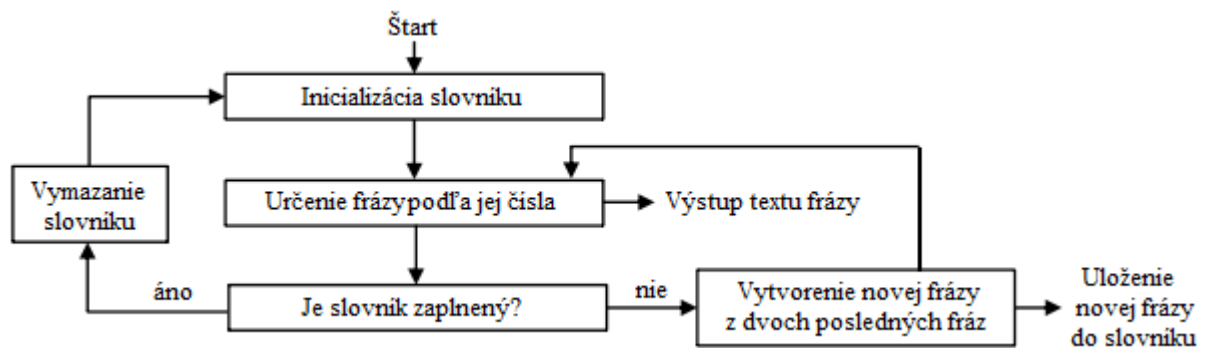 Štart
Inicializácia slovníku
Vymazanie
slovníku
Určenie frázypodľa jej čísla
Výstup textu frázy
áno
Je slovník zaplnený?
nie
Vytvorenie novej frázy
z dvoch posledných fráz
Uloženie
novej frázy
do slovníku